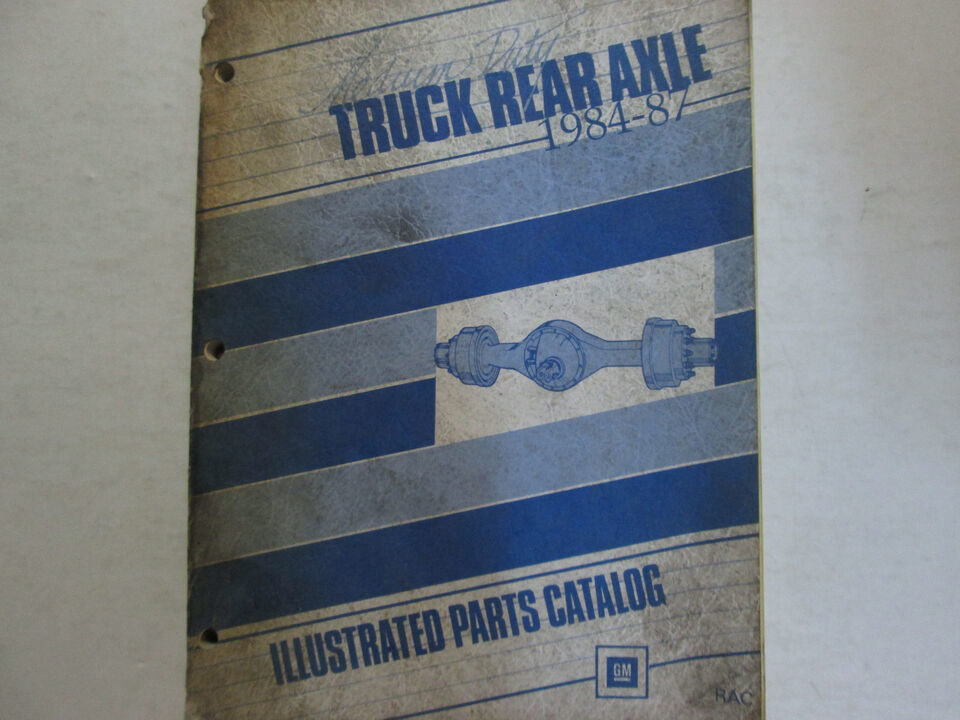 Medium Duty
TRUCK REAR AXLE
1984-87
ILLUSTRATED PARTS CATALOG
GM
RAC